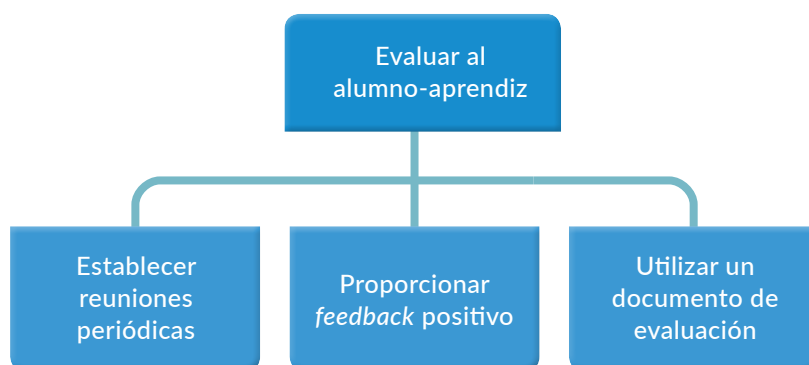 Evaluar al
alumno-aprendiz
Establecer
reuniones
periódicas
Proporcionar
feedback positivo
Utilizar un
documento de
evaluación